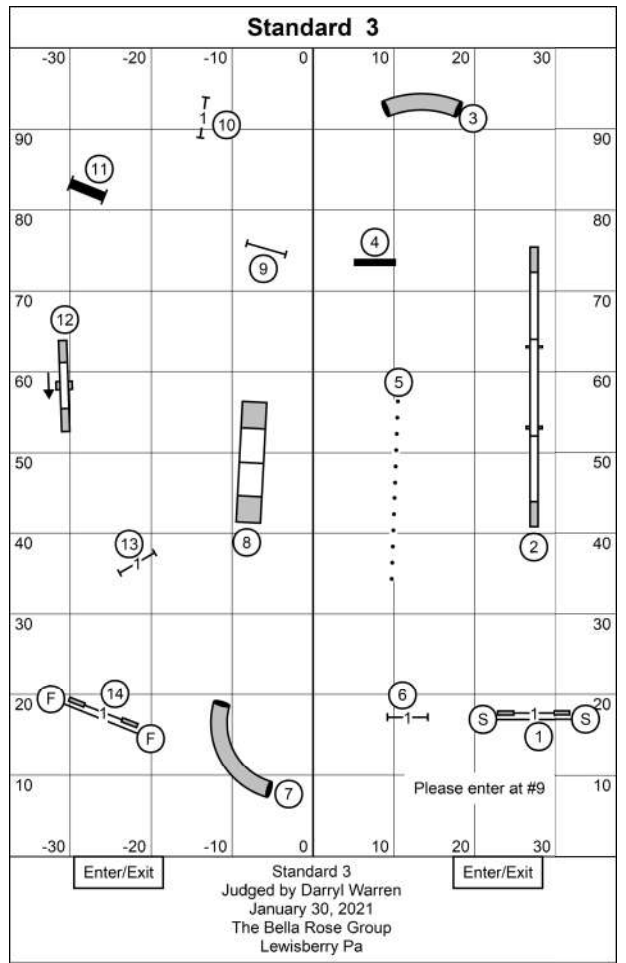 Standard 3
-30 -20 -10 0 10 20 30
1 10 3
90 90
11
80 80
4
9
70 70
12
60 5 60
50 50
40 8 40
13 2
1
30 30
20 14 6 20
F 1 1 S 1 S
F 1
10 7 Please enter at #9 10
-30 -20 -10 0 10 20 30
Enter/Exit Enter/Exit
Standard 3
Judged by Darryl Warren
January 30, 2021
The Bella Rose Group
Lewisberry Pa